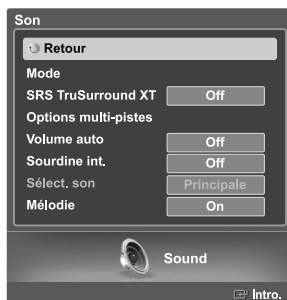 Son
Retour
Mode
SRS TruSurround XT Off
Options multi-pistes
Volume auto Off
Sourdine int. Off
Sélect. son Principale
Mélodie On
Sound
Intro.